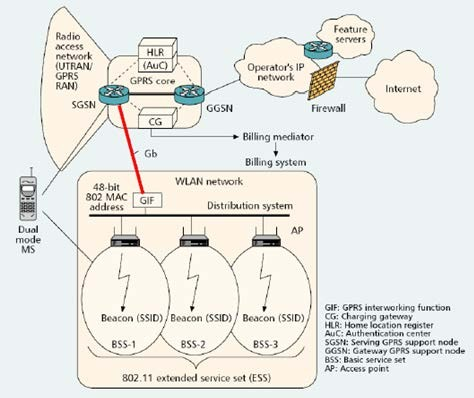 Radio
access
network
(UTRAN/
GPRS
RAN)
HLR
(AuC)
GPRS core
SGSN
CG
GGSN
Operator's IP
network
Feature
servers
Firewall
Internet
Billing mediator
Billing system
Gb
WLAN network
48-bit
802 MAC
address
GIF
Distribution system
AP
Dual
mode
MS
Beacon (SSID)
Beacon (SSID)
Beacon (SSID)
BSS-1
BSS-2
BSS-3
802.11 extended service set (ESS)
GIF: GPRS interworking function
CG: Charging gateway
HLR: Home location register
AuC: Authentication center
SGSN: Serving GPRS support node
GGSN: Gateway GPRS support node
BSS: Basic service set
AP: Access point